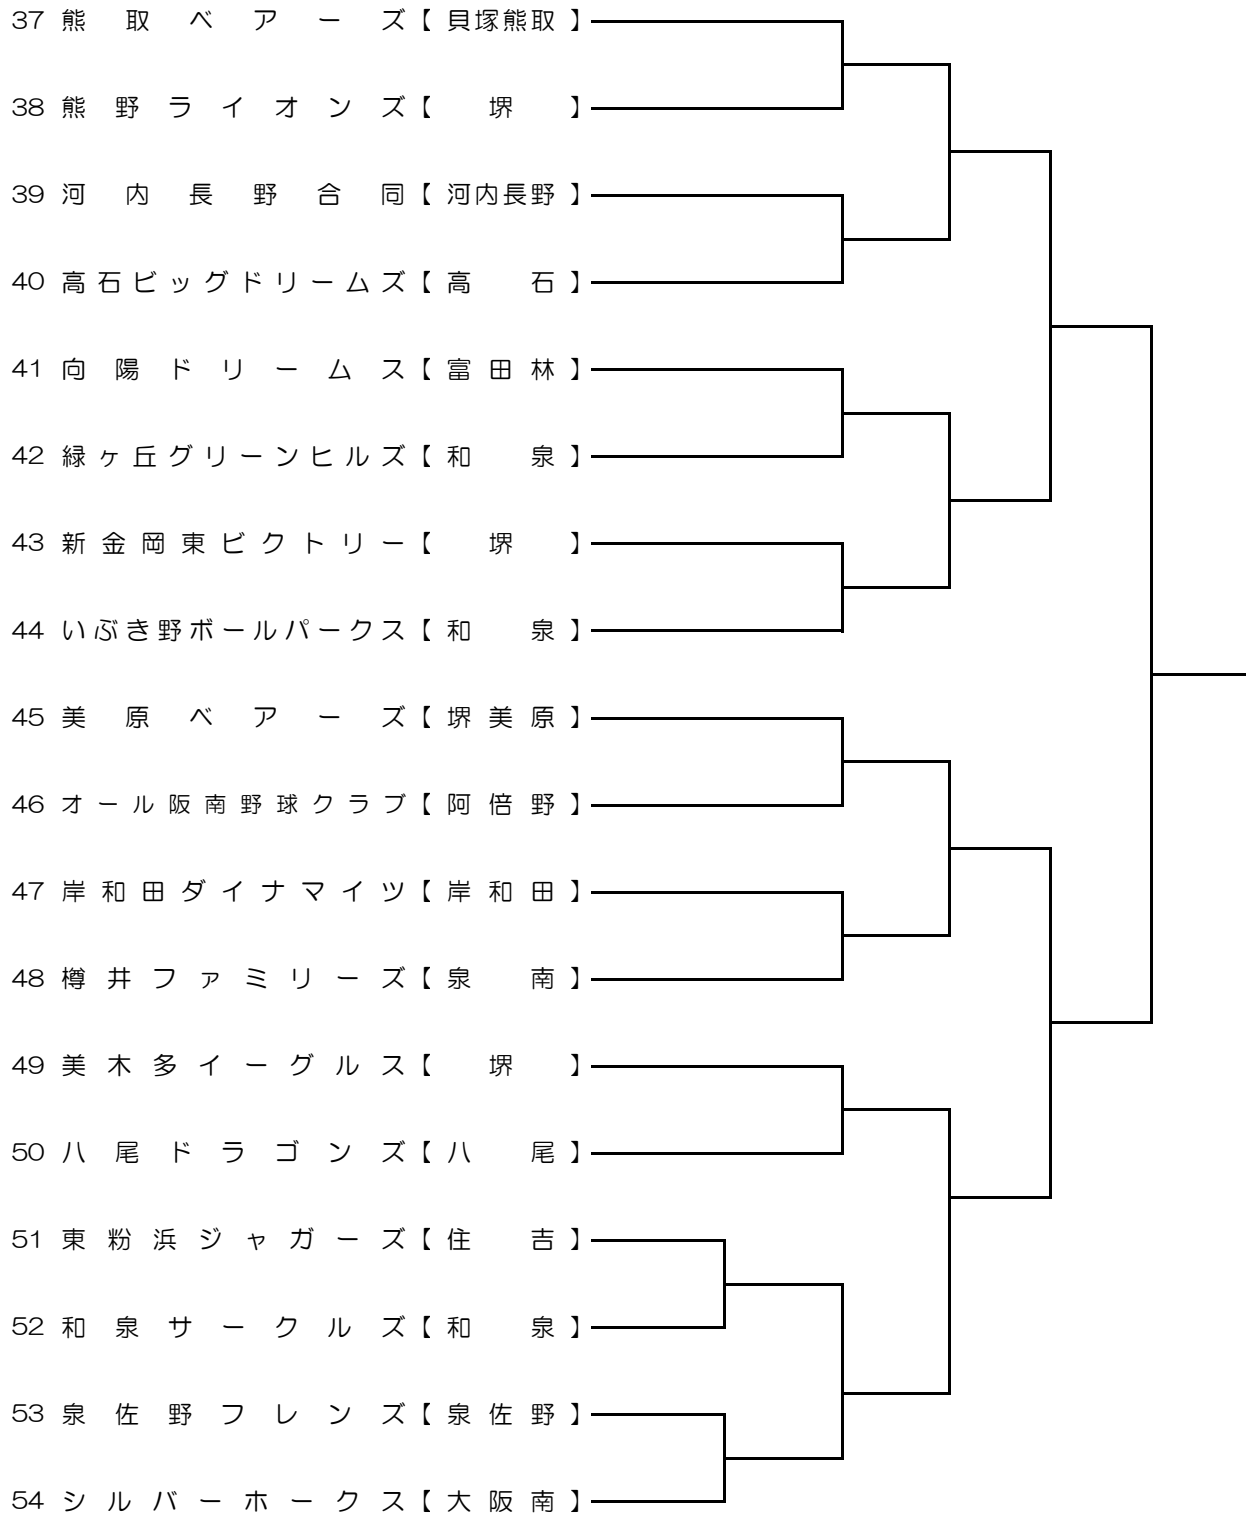 37 熊取ベアーズ【貝塚熊取】
38 熊野ライオンズ【堺】
39 河内長野合同【河内長野】
40 高石ビッグドリームズ【高石】
41 向陽ドリームス【富田林】
42 緑ヶ丘グリーンヒルズ【和泉】
43 新金岡東ビクトリー【堺】
44 いぶき野ボールパークス【和泉】
45 美原ベアーズ【堺美原】
46 オール阪南野球クラブ【阿倍野】
47 岸和田ダイナマイツ【岸和田】
48 樽井ファミリーズ【泉南】
49 美木多イーグルス【堺】
50 八尾ドラゴンズ【八尾】
51 東粉浜ジャガーズ【住吉】
52 和泉サークルズ【和泉】
53 泉佐野フレンズ【泉佐野】
54 シルバーホークス【大阪南】